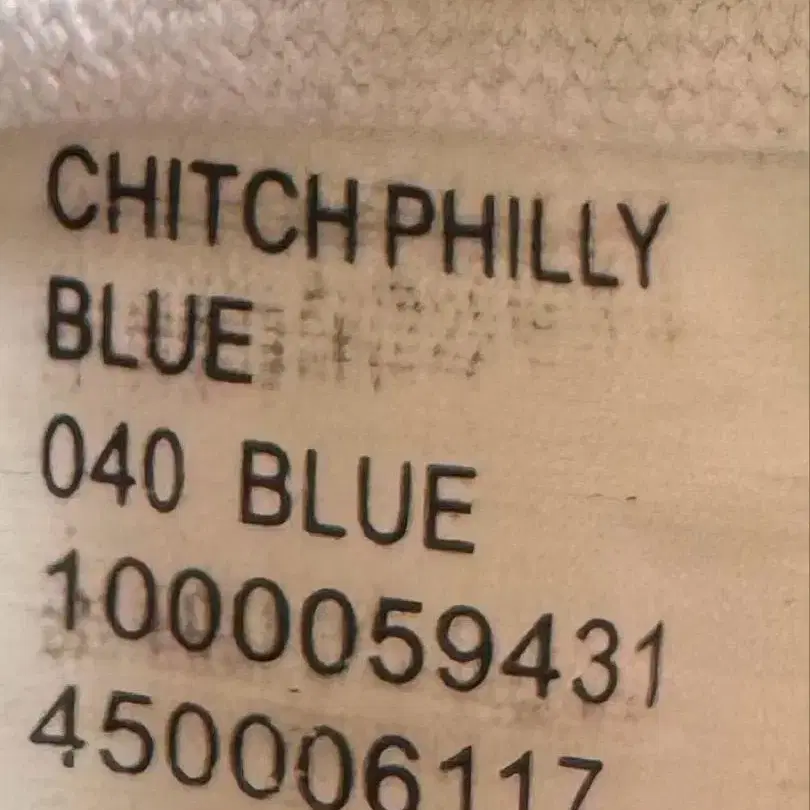 CHITCH PHILLY
BLUE
040 BLUE
1000059431
450006117